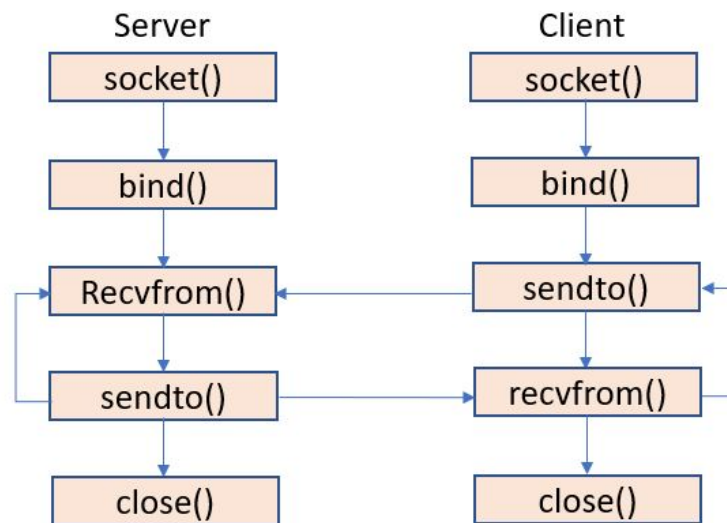 Server
socket()
bind()
Recvfrom()
sendto()
close()
Client
socket()
bind()
sendto()
recvfrom()
close()